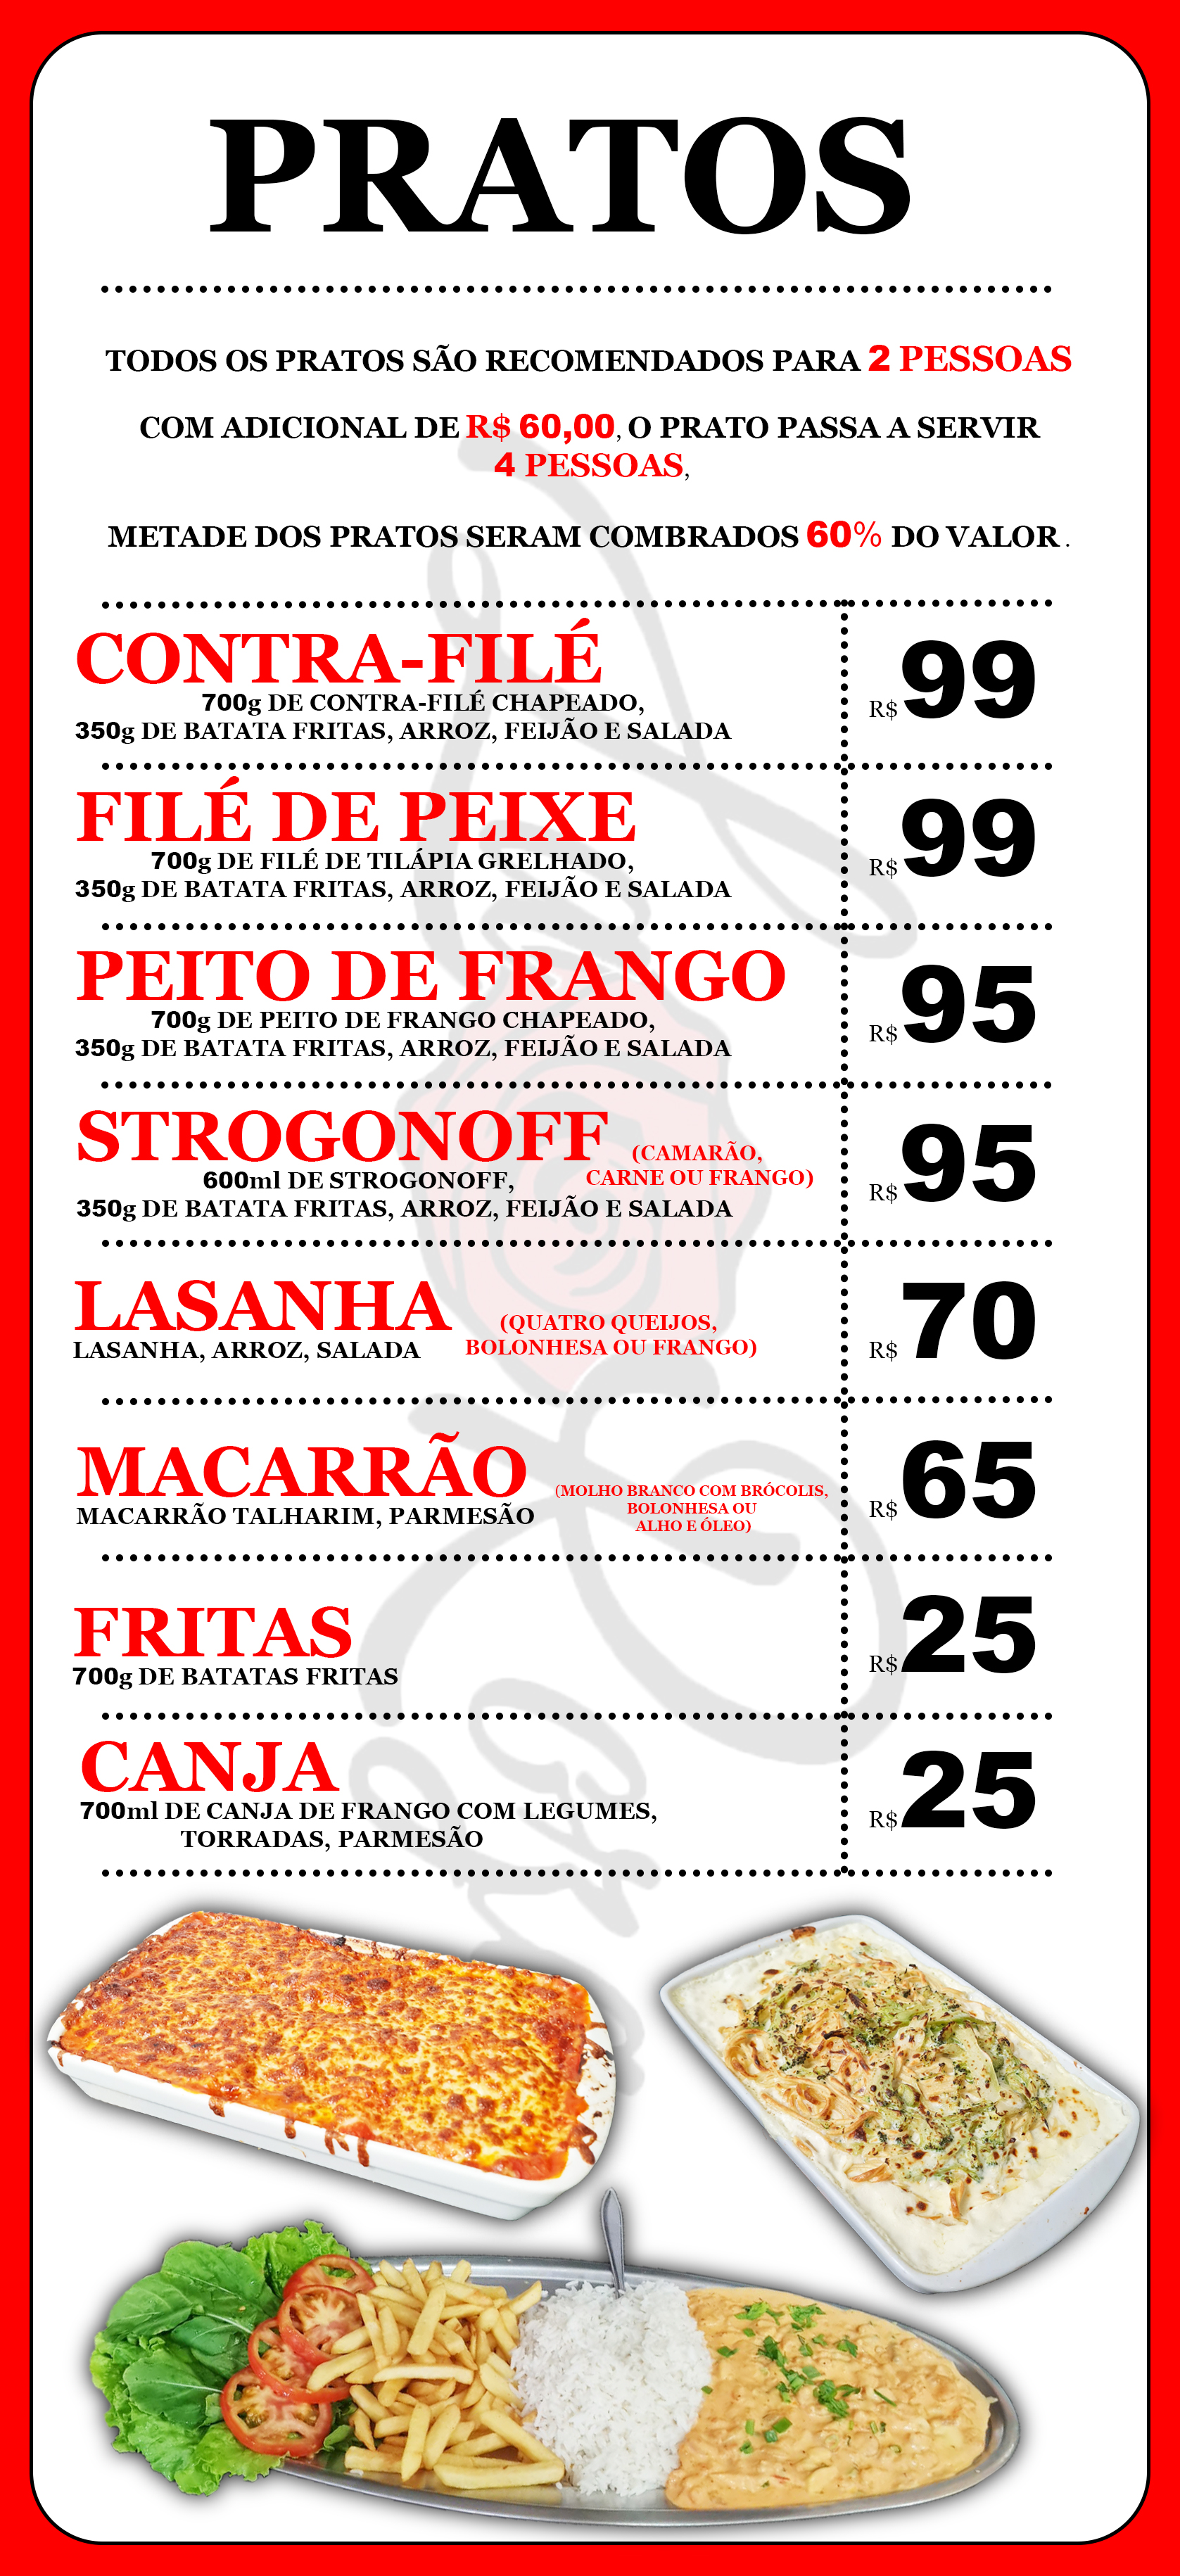 PRATOS
TODOS OS PRATOS SÃO RECOMENDADOS PARA 2 PESSOAS
COM ADICIONAL DE R$ 60,00, O PRATO PASSA A SERVIR
4 PESSOAS,
METADE DOS PRATOS SERAM COMBRADOS 60% DO VALOR .
CONTRA-FILÉ
700g DE CONTRA-FILÉ CHAPEADO,
350g DE BATATA FRITAS, ARROZ, FEIJÃO E SALADA
R$ 99
FILÉ DE PEIXE
700g DE FILÉ DE TILÁPIA GRELHADO,
350g DE BATATA FRITAS, ARROZ, FEIJÃO E SALADA
R$ 99
PEITO DE FRANGO
700g DE PEITO DE FRANGO CHAPEADO,
350g DE BATATA FRITAS, ARROZ, FEIJÃO E SALADA
R$ 95
STROGONOFF
(CAMARÃO,
CARNE OU FRANGO)
600ml DE STROGONOFF,
350g DE BATATA FRITAS, ARROZ, FEIJÃO E SALADA
R$ 95
LASANHA
(QUATRO QUEIJOS,
BOLONHESA OU FRANGO)
LASANHA, ARROZ, SALADA
R$ 70
MACARRÃO
(MOLHO BRANCO COM BRÓCOLIS,
BOLONHESA OU
ALHO E ÓLEO)
MACARRÃO TALHARIM, PARMESÃO
R$ 65
FRITAS
700g DE BATATAS FRITAS
R$ 25
CANJA
700ml DE CANJA DE FRANGO COM LEGUMES,
TORRADAS, PARMESÃO
R$ 25